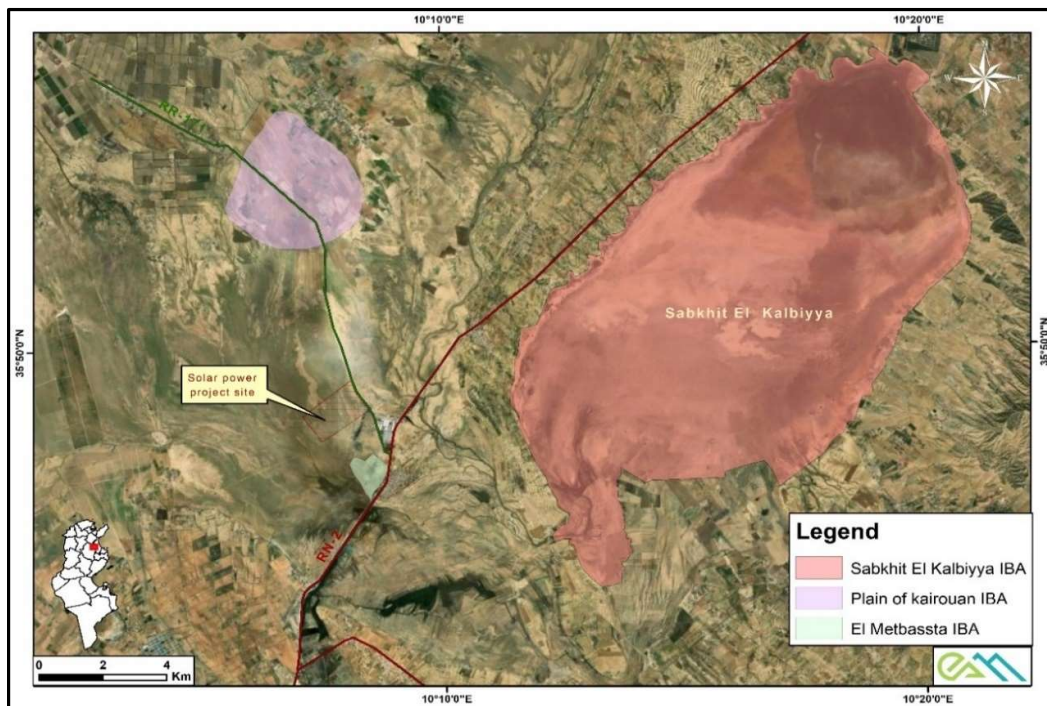 10°10'0"E
10°20'0"E
W
E
RR-171
Sabkhit El Kalbiyya
35°50'0"N
35°50'0"N
Solar power
project site
RN-2
Legend
Sabkhit El Kalbiyya IBA
Plain of kairouan IBA
El Metbassta IBA
0 2 4
Km
10°10'0"E
10°20'0"E